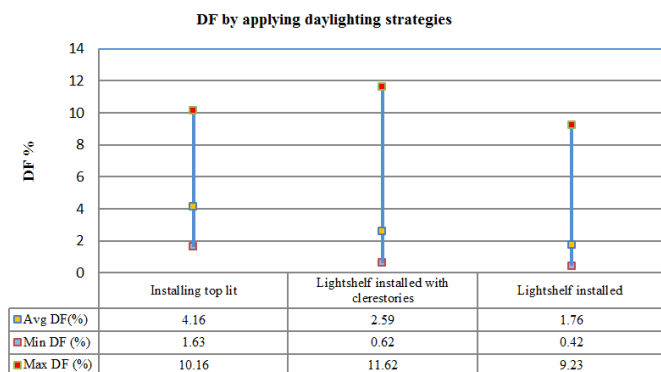 DF by applying daylighting strategies
14
12
10
8
6
4
2
0
DF %
Installing top lit
Lightshelf installed with
clerestories
Lightshelf installed
Avg DF(%) 4.16 2.59 1.76
Min DF (%) 1.63 0.62 0.42
Max DF (%) 10.16 11.62 9.23